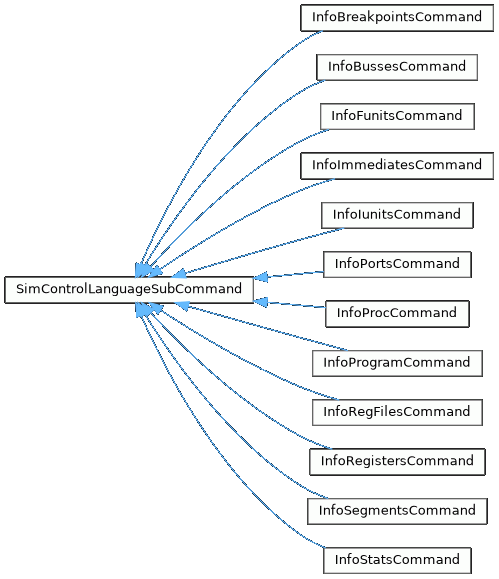 InfoBreakpointsCommand
InfoBussesCommand
InfoFunitsCommand
InfoImmediatesCommand
InfoIunitsCommand
InfoPortsCommand
SimControlLanguageSubCommand
InfoProcCommand
InfoProgramCommand
InfoRegFilesCommand
InfoRegistersCommand
InfoSegmentsCommand
InfoStatsCommand